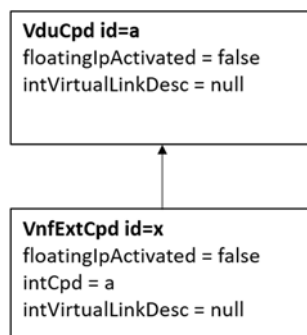 VduCpd id=a
floatingIpActivated = false
intVirtualLinkDesc = null
VnfExtCpd id=x
floatingIpActivated = false
intCpd = a
intVirtualLinkDesc = null